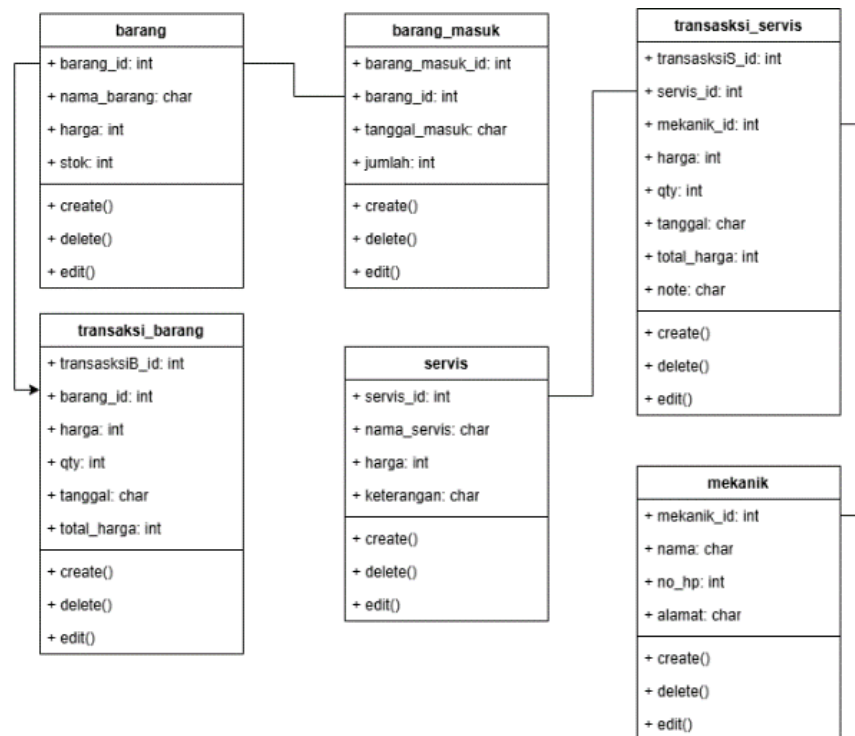 barang
+ barang_id: int
+ nama_barang: char
+ harga: int
+ stok: int
+ create()
+ delete()
+ edit()
barang_masuk
+ barang_masuk_id: int
+ barang_id: int
+ tanggal_masuk: char
+ jumlah: int
+ create()
+ delete()
+ edit()
transasksi_servis
+ transasksiS_id: int
+ servis_id: int
+ mekanik_id: int
+ harga: int
+ qty: int
+ tanggal: char
+ total_harga: int
+ note: char
+ create()
+ delete()
+ edit()
transaksi_barang
+ transasksiB_id: int
+ barang_id: int
+ harga: int
+ qty: int
+ tanggal: char
+ total_harga: int
+ create()
+ delete()
+ edit()
servis
+ servis_id: int
+ nama_servis: char
+ harga: int
+ keterangan: char
+ create()
+ delete()
+ edit()
mekanik
+ mekanik_id: int
+ nama: char
+ no_hp: int
+ alamat: char
+ create()
+ delete()
+ edit()